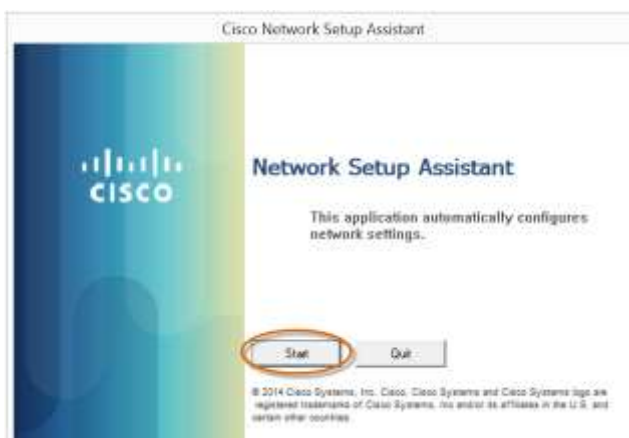 Cisco Network Setup Assistant
CISCO
Network Setup Assistant
This application automatically configures
network settings.
Start
Quit
© 2014 Cisco Systems, Inc. Cisco, Cisco Systems and Cisco Systems logo are
registered trademarks of Cisco Systems, Inc and/or its affiliates in the U.S. and
certain other countries.